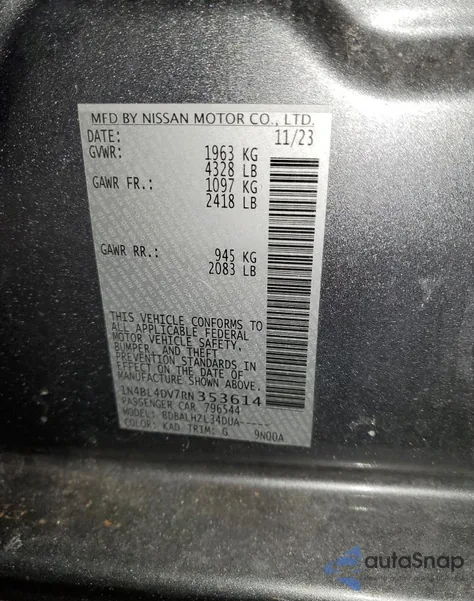 MFD BY NISSAN MOTOR CO., LTD.
DATE: 11/23
GVWR: 1963 KG
4328 LB
GAWR FR.: 1097 KG
2418 LB
GAWR RR.: 945 KG
2083 LB
THIS VEHICLE CONFORMS TO
ALL APPLICABLE FEDERAL
MOTOR VEHICLE SAFETY,
BUMPER, AND THEFT
PREVENTION STANDARDS IN
EFFECT ON THE DATE OF
MANUFACTURE SHOWN ABOVE.
1N4BL4DV7RN353614
PASSENGER CAR 796544
MODEL: BDBALHZL34DUA-----
COLOR: KAD TRIM: G 9N00A
autoSnap